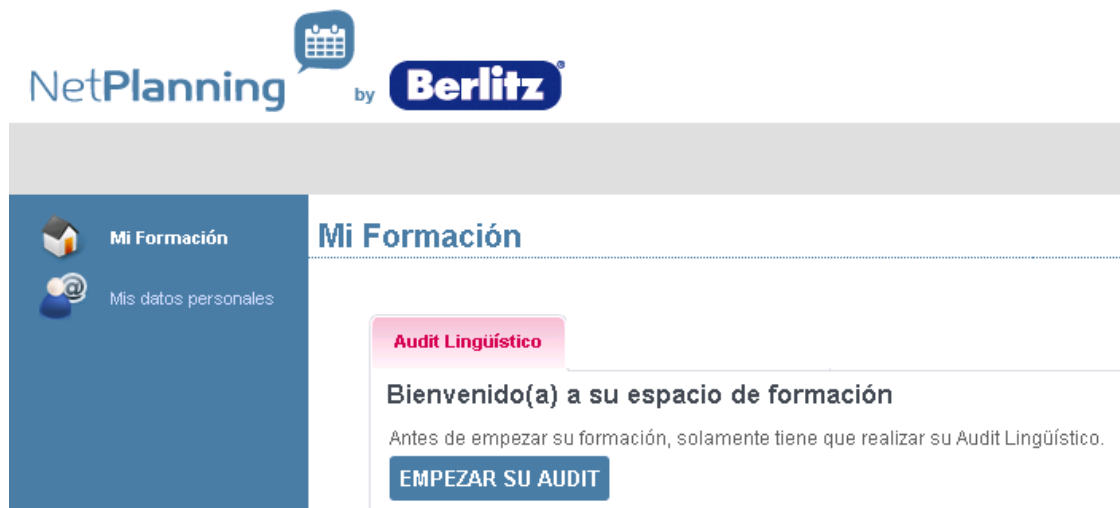 NetPlanning by Berlitz®
Mi Formación
Mis datos personales
Mi Formación
Audit Lingüístico
Bienvenido(a) a su espacio de formación
Antes de empezar su formación, solamente tiene que realizar su Audit Lingüístico.
EMPEZAR SU AUDIT